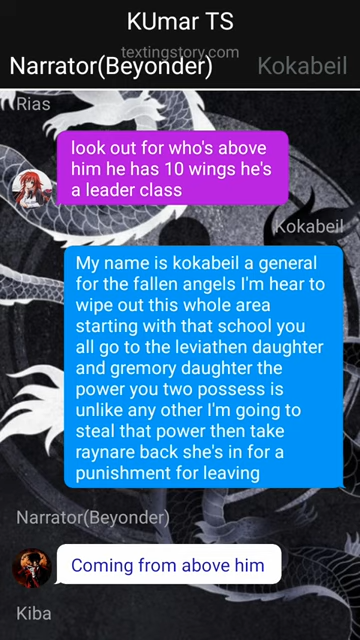 KUmar TS
textingstory.com
Narrator(Beyonder) Kokabeil
Rias
look out for who's above
him he has 10 wings he's
a leader class
Kokabeil
My name is kokabeil a general
for the fallen angels I'm hear to
wipe out this whole area
starting with that school you
all go to the leviathen daughter
and gremory daughter the
power you two possess is
unlike any other I'm going to
steal that power then take
raynare back she's in for a
punishment for leaving
Narrator(Beyonder)
Coming from above him
Kiba